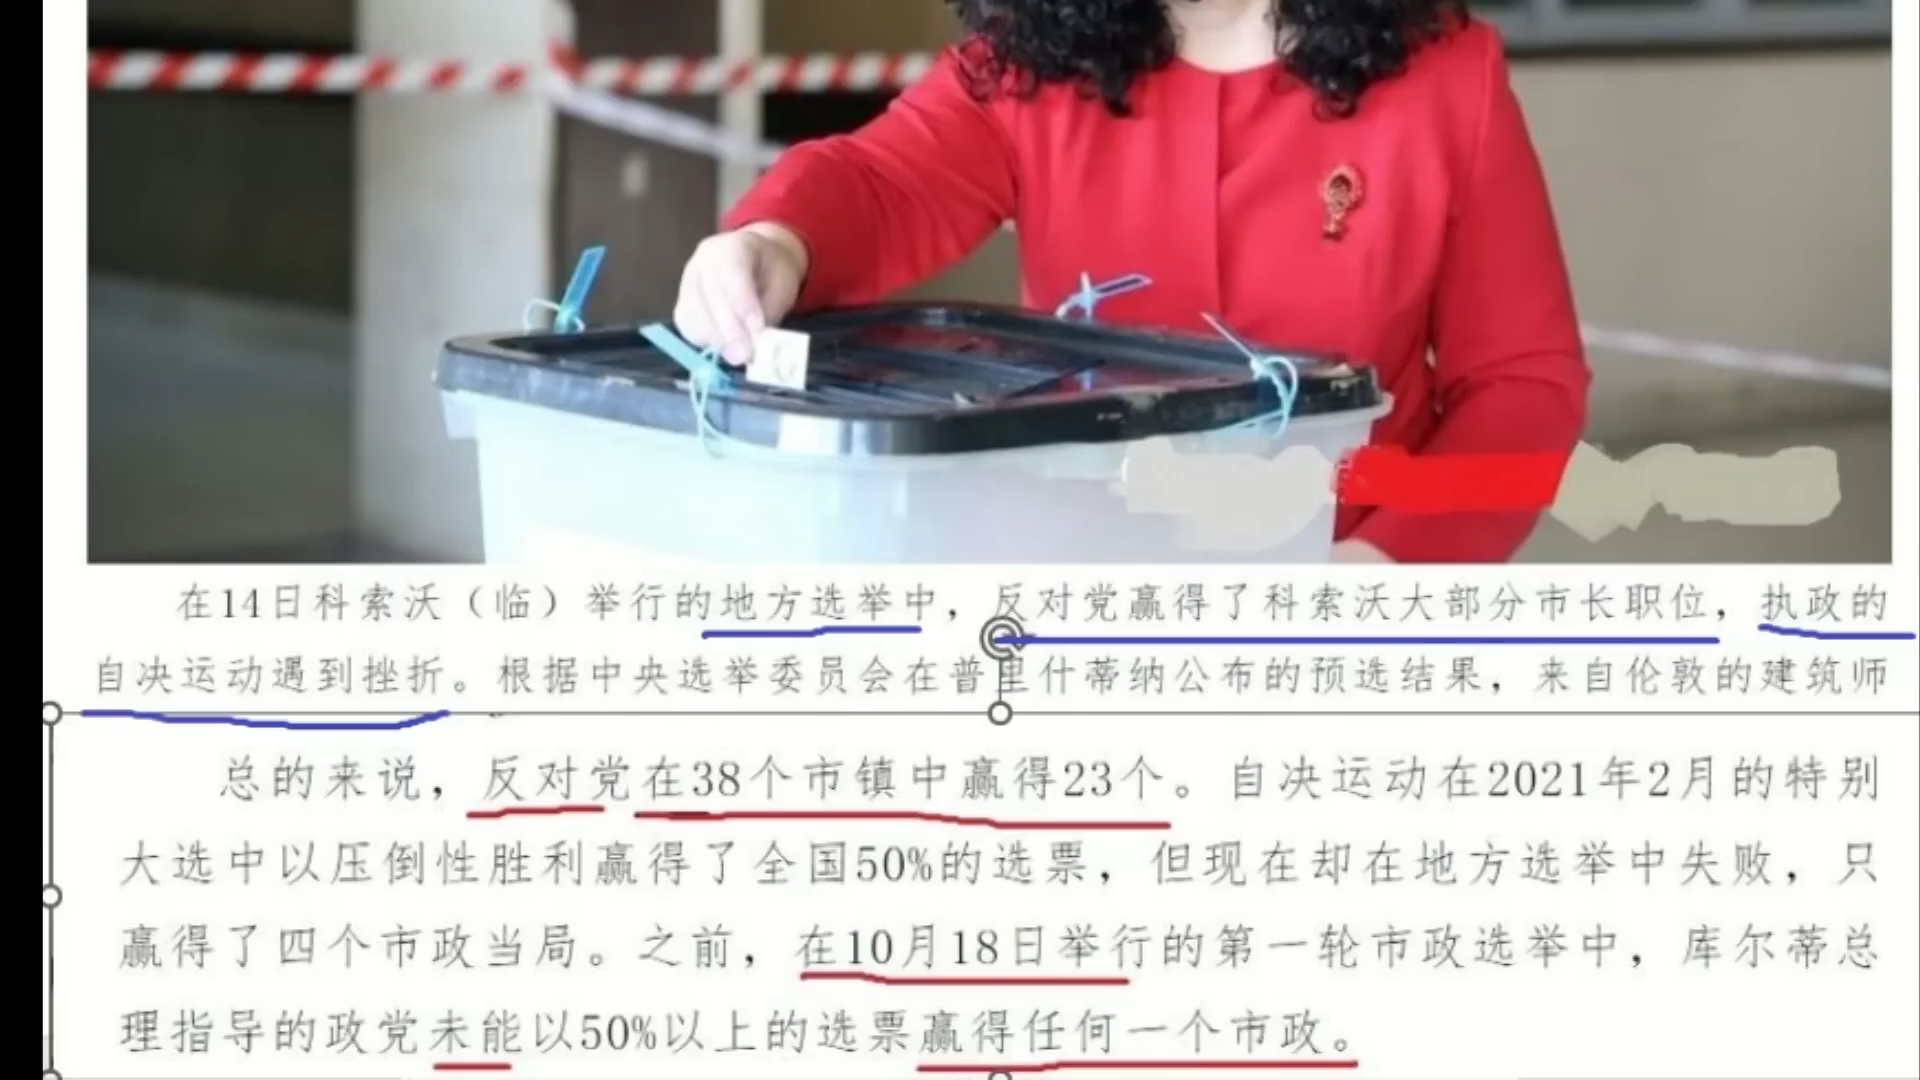 在14日科索沃（临）举行的地方选举中，反对党赢得了科索沃大部分市长职位，执政的
自决运动遇到挫折。根据中央选举委员会在普里什蒂纳公布的预选结果，来自伦敦的建筑师
总的来说，反对党在38个市镇中赢得23个。自决运动在2021年2月的特别
大选中以压倒性胜利赢得了全国50%的选票，但现在却在地方选举中失败，只
赢得了四个市政当局。之前，在10月18日举行的第一轮市政选举中，库尔蒂总
理指导的政党未能以50%以上的选票赢得任何一个市政。